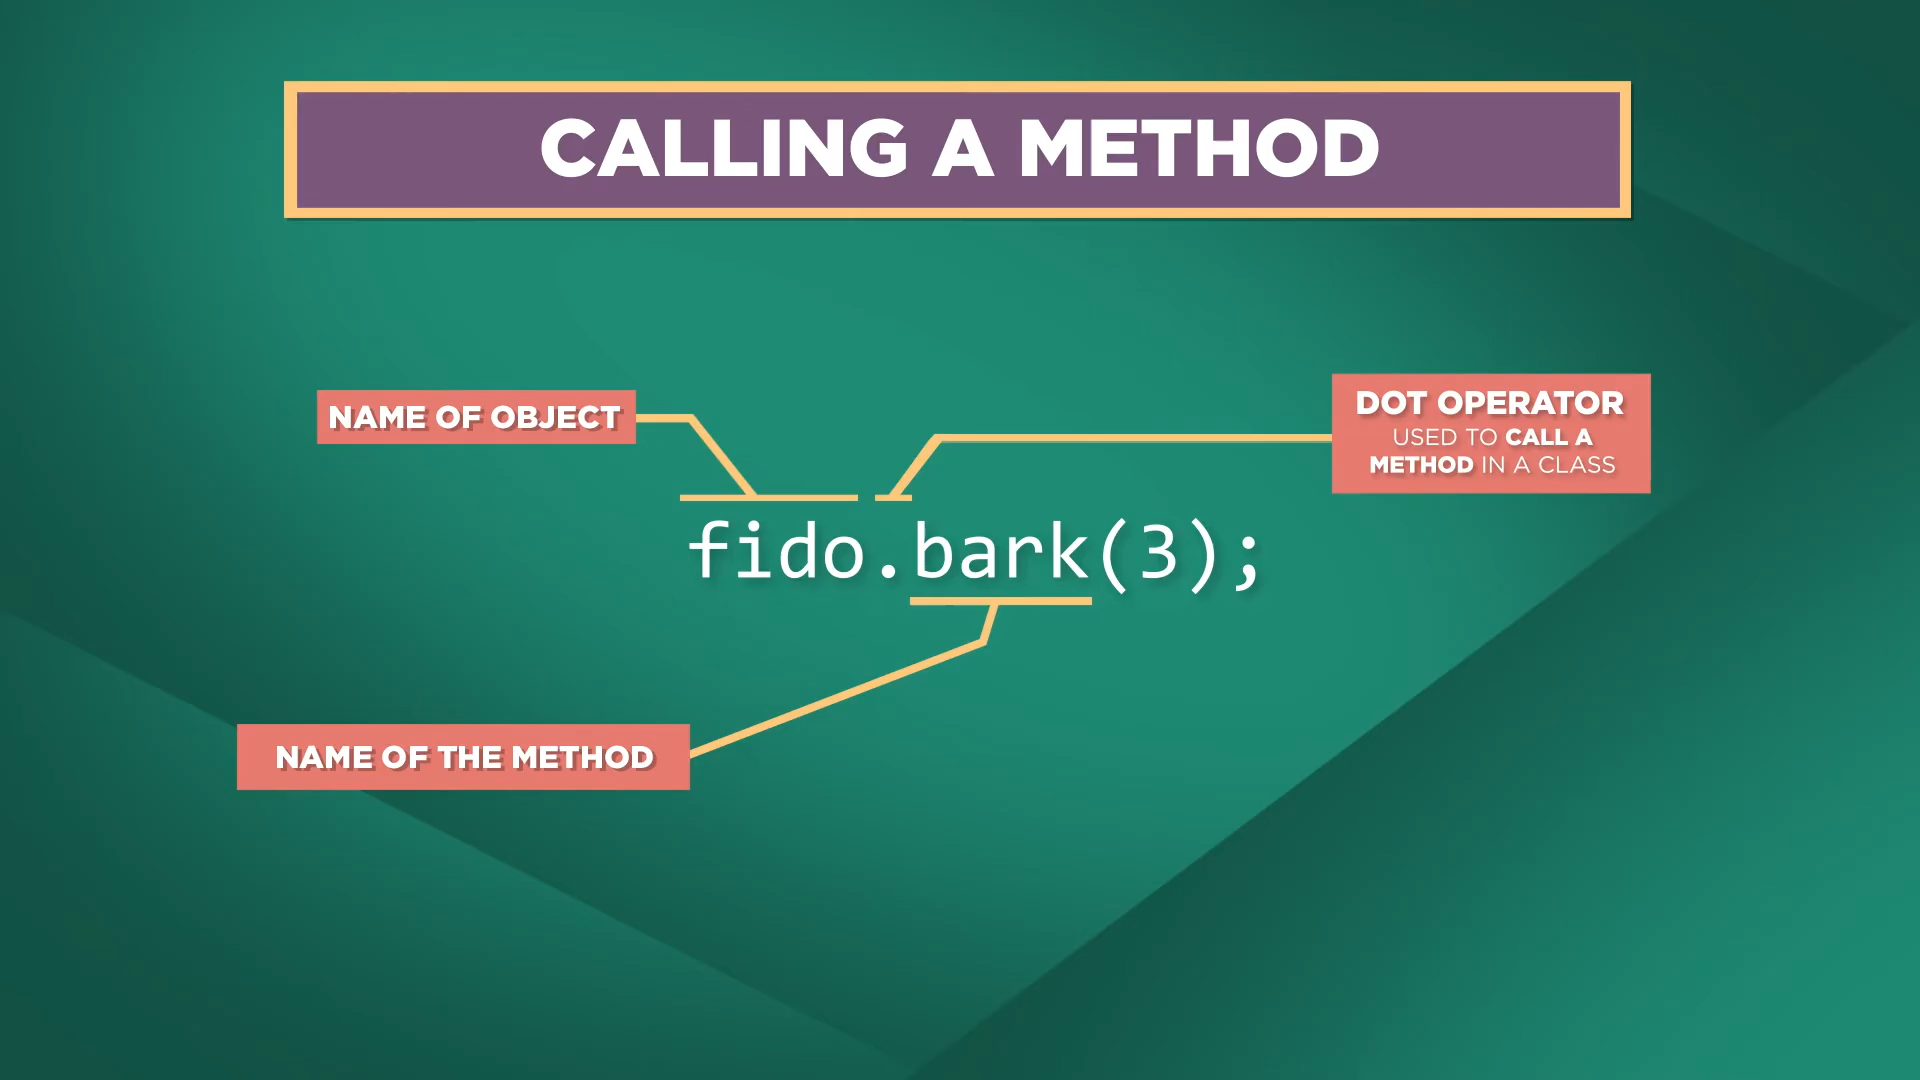 CALLING A METHOD
NAME OF OBJECT
DOT OPERATOR
USED TO CALL A
METHOD IN A CLASS
fido.bark(3);
NAME OF THE METHOD